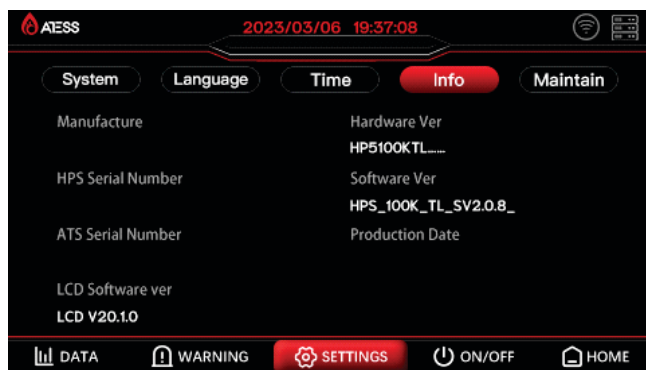 ATESS 2023/03/06 19:37:08
System Language Time Info Maintain
Manufacture Hardware Ver
HP5100KTL......
HPS Serial Number Software Ver
HPS_100K_TL_SV2.0.8_
ATS Serial Number Production Date
LCD Software ver
LCD V20.1.0
DATA WARNING SETTINGS ON/OFF HOME